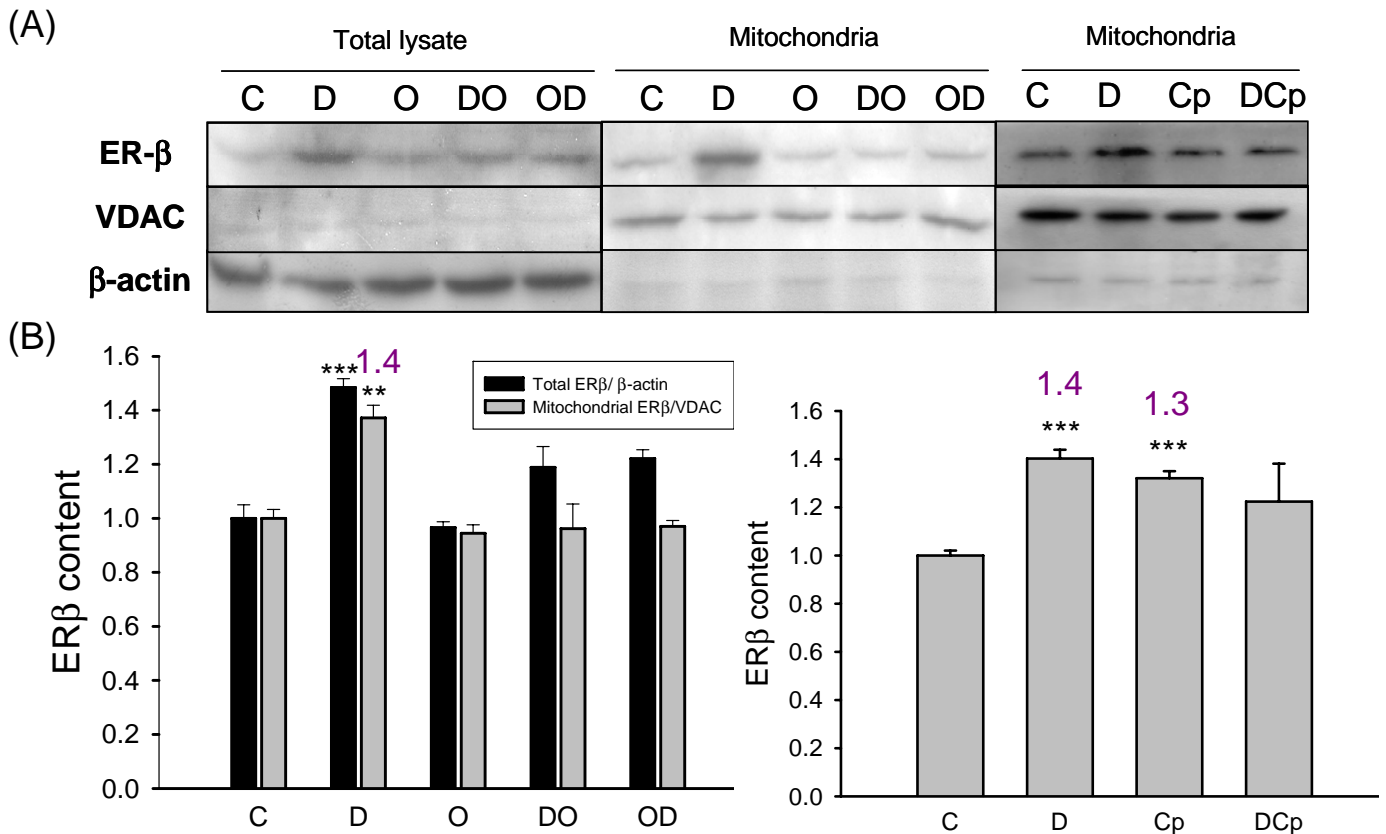 (A)
Total lysate Mitochondria Mitochondria
C D O DO OD C D O DO OD C D Cp DCp
ER-β
VDAC
β-actin
(B)
ERβ content
1.6
1.4
1.2
1.0
0.8
0.6
0.4
0.2
0.0
*** 1.4
**
Total ERβ/ β-actin
Mitochondrial ERβ/VDAC
C D O DO OD
ERβ content
1.6
1.4
1.2
1.0
0.8
0.6
0.4
0.2
0.0
1.4 1.3
*** ***
C D Cp DCp